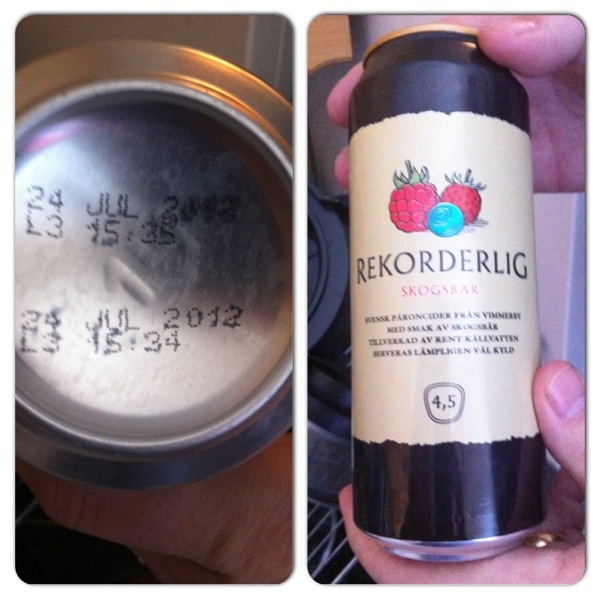 JUL 2012
15:35
JUL 2012
15:34
REKORDERLIG
SKOGSBÄR
SVENSK PÄRONCIDER FRÅN VIMMERBY
MED SMAK AV SKOGSBÄR
TILLVERKAD AV RENT KÄLLVATTEN
SERVERAS LÄMPLIGEN VÄL KYLD
4,5